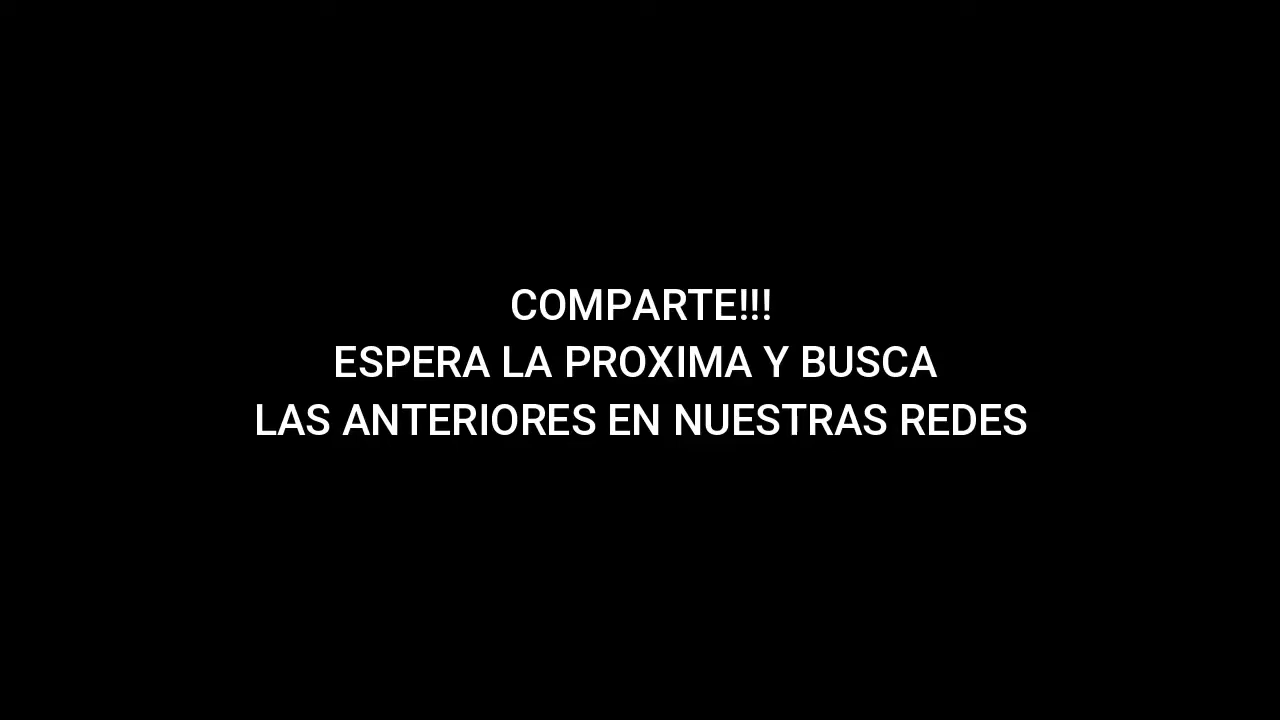 COMPARTE!!!
ESPERA LA PROXIMA Y BUSCA
LAS ANTERIORES EN NUESTRAS REDES